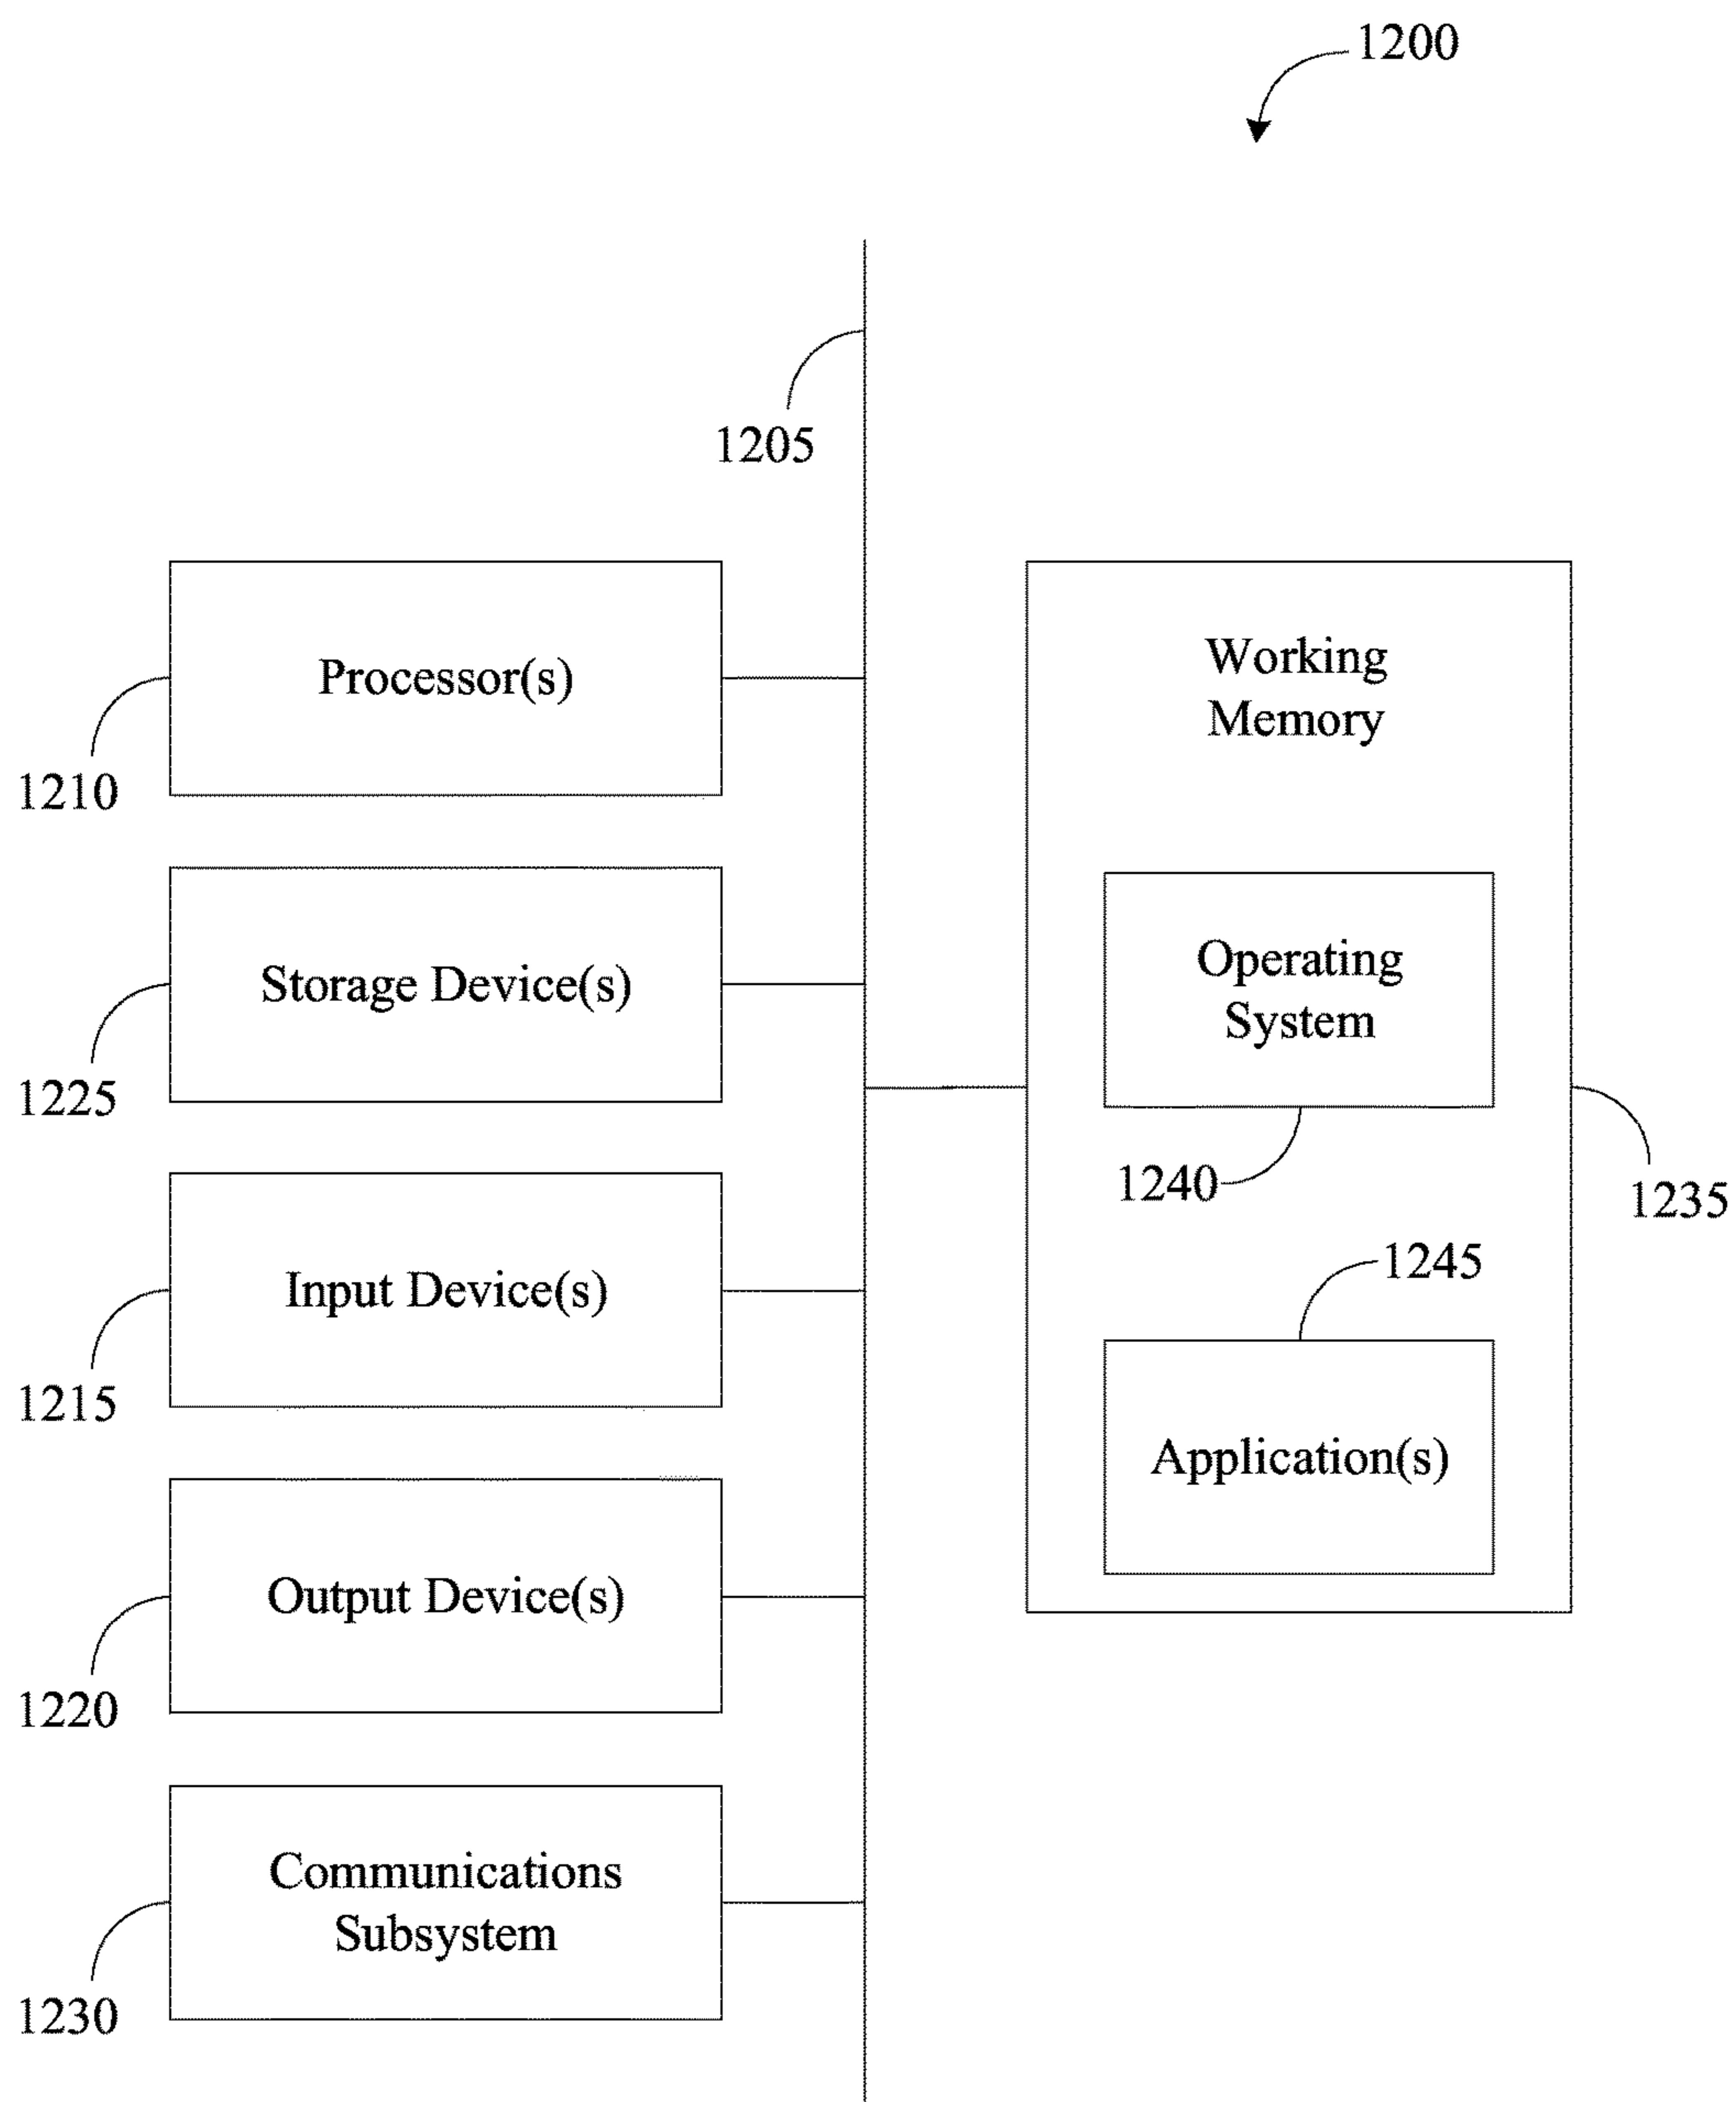 1200
1205
Processor(s)
1210
Storage Device(s)
1225
Input Device(s)
1215
Output Device(s)
1220
Communications
Subsystem
1230
Working
Memory
Operating
System
1240
1235
1245
Application(s)